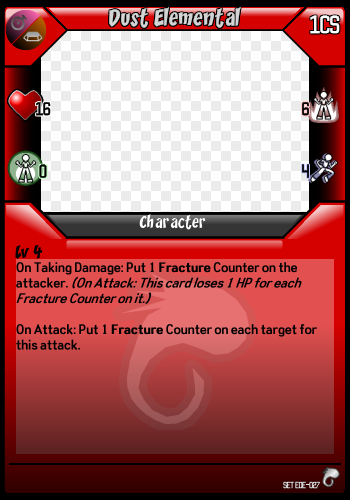 Dust Elemental
1CS
16
6
0
4
Character
Lv 4
On Taking Damage: Put 1 Fracture Counter on the
attacker. (On Attack: This card loses 1 HP for each
Fracture Counter on it.)
On Attack: Put 1 Fracture Counter on each target for
this attack.
SET EDE-027